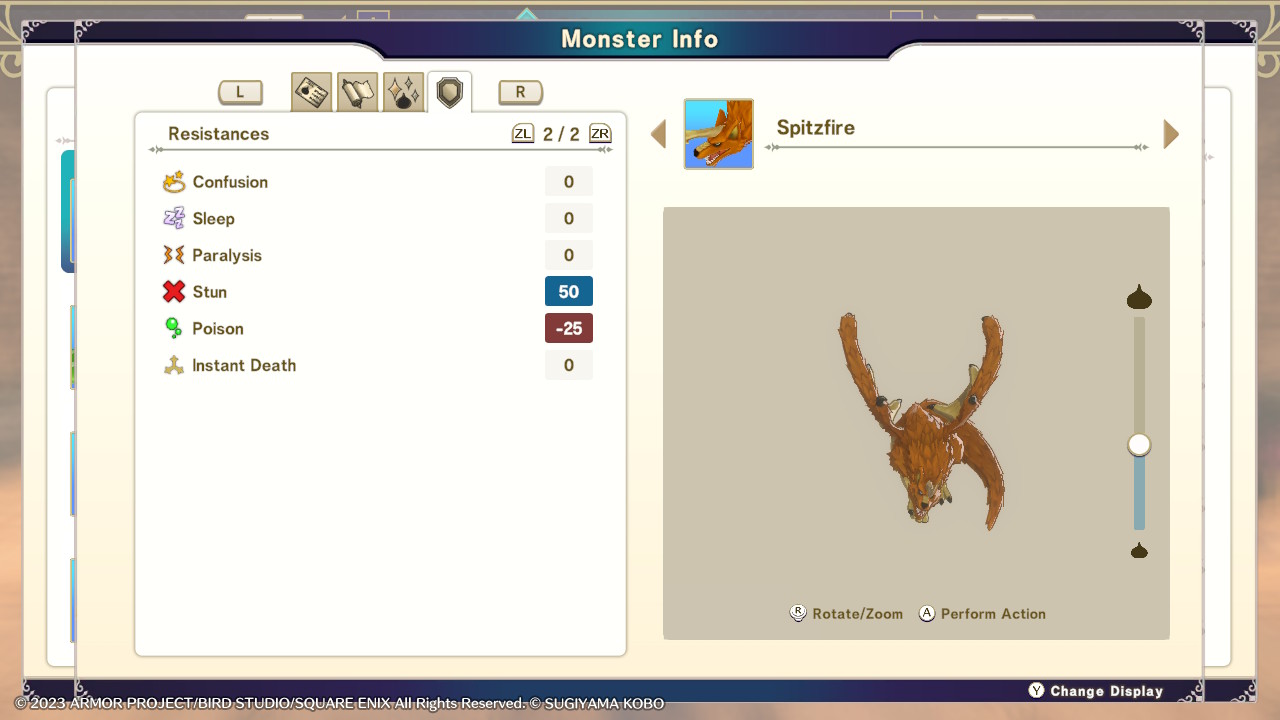 Monster Info
L
R
Resistances
ZL 2 / 2 ZR
Spitzfire
Confusion 0
Sleep 0
Paralysis 0
Stun 50
Poison -25
Instant Death 0
R Rotate/Zoom A Perform Action
Y Change Display
© 2023 ARMOR PROJECT/BIRD STUDIO/SQUARE ENIX All Rights Reserved. © SUGIYAMA KOBO